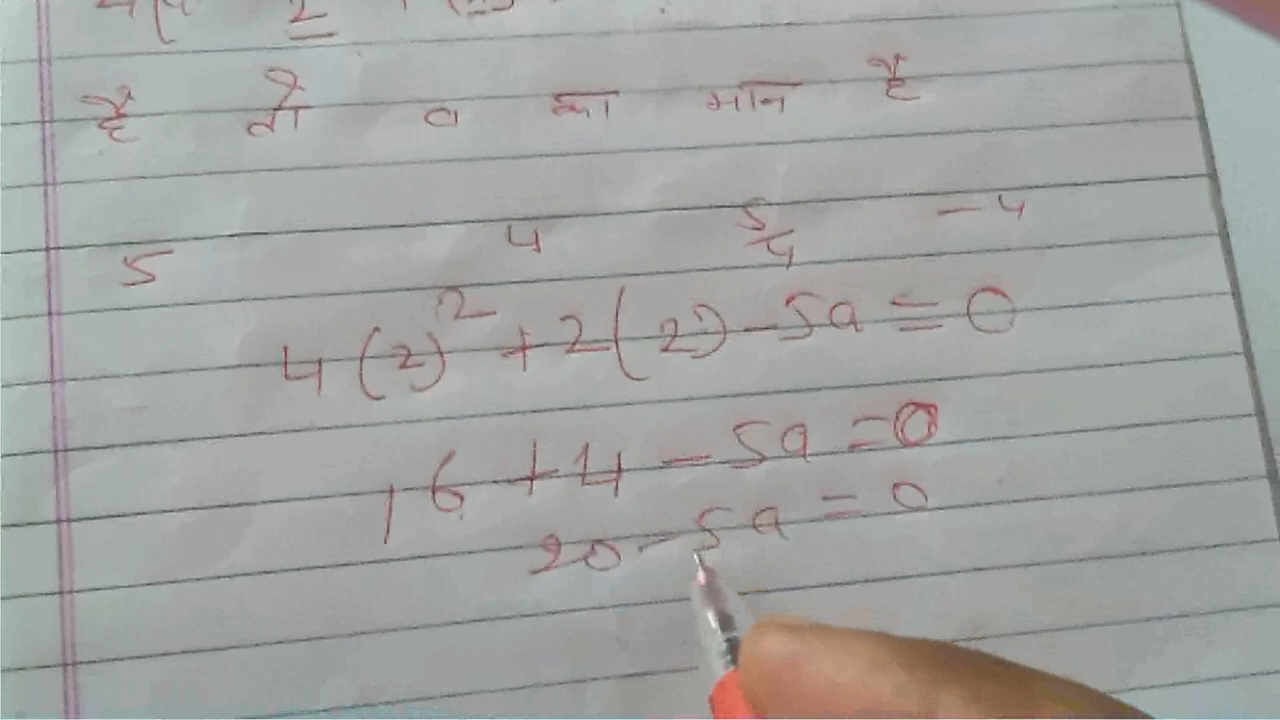 है तो a का मान है
5 4 5/4 -4
4(2)² + 2(2) - 5a = 0
16 + 4 - 5a = 0
20 - 5a = 0